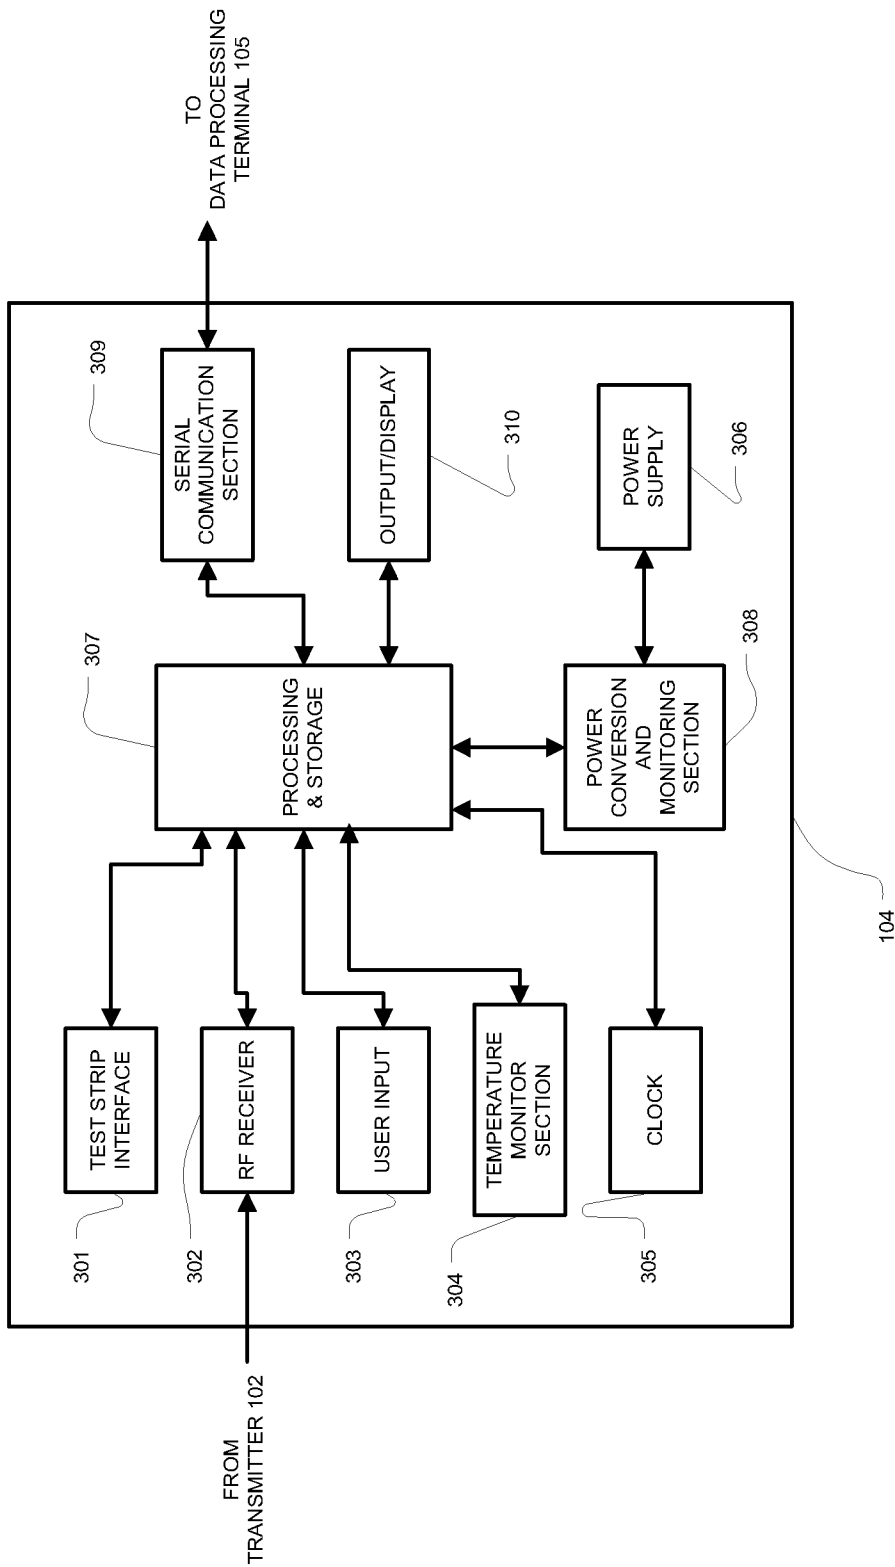 FROM
TRANSMITTER 102
301
TEST STRIP
INTERFACE
302
RF RECEIVER
303
USER INPUT
304
TEMPERATURE
MONITOR
SECTION
305
CLOCK
307
PROCESSING
& STORAGE
309
SERIAL
COMMUNICATION
SECTION
OUTPUT/DISPLAY
310
POWER
SUPPLY
306
POWER
CONVERSION
AND
MONITORING
SECTION
308
TO
DATA PROCESSING
TERMINAL 105
104